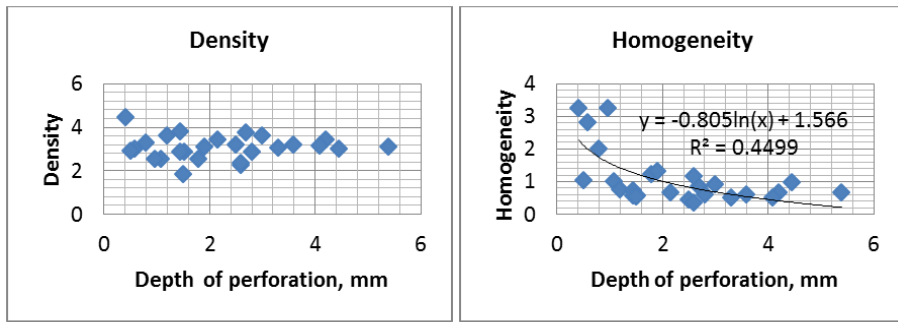 Density
6
4
2
0
Density
0 2 4 6
Depth of perforation, mm
Homogeneity
4
3
2
1
0
Homogeneity
y = -0.805ln(x) + 1.566
R² = 0.4499
0 2 4 6
Depth of perforation, mm